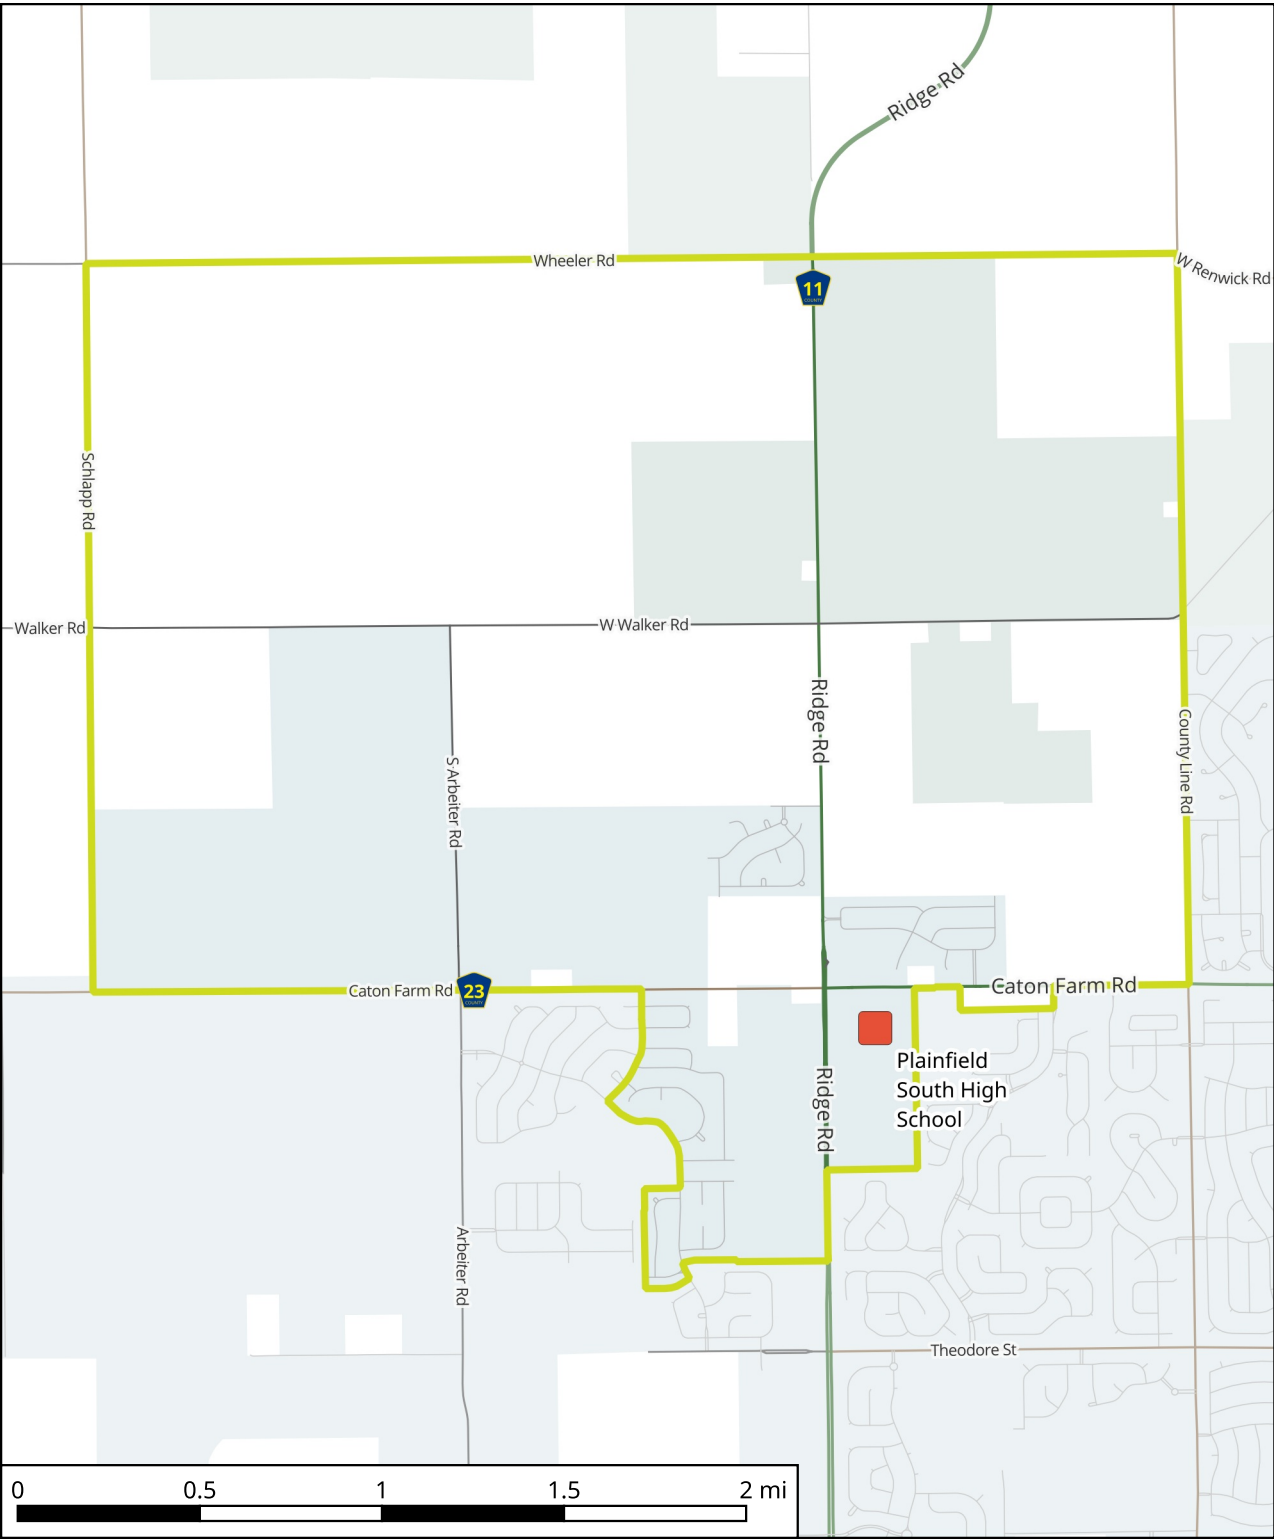 Ridge Rd
Wheeler Rd
W Renwick Rd
11
COUNTY
Schlapp Rd
Walker Rd
W Walker Rd
Ridge Rd
County Line Rd
S Arbeiter Rd
Caton Farm Rd
23
COUNTY
Caton Farm Rd
Plainfield
South High
School
Ridge Rd
Arbeiter Rd
Theodore St
0 0.5 1 1.5 2 mi